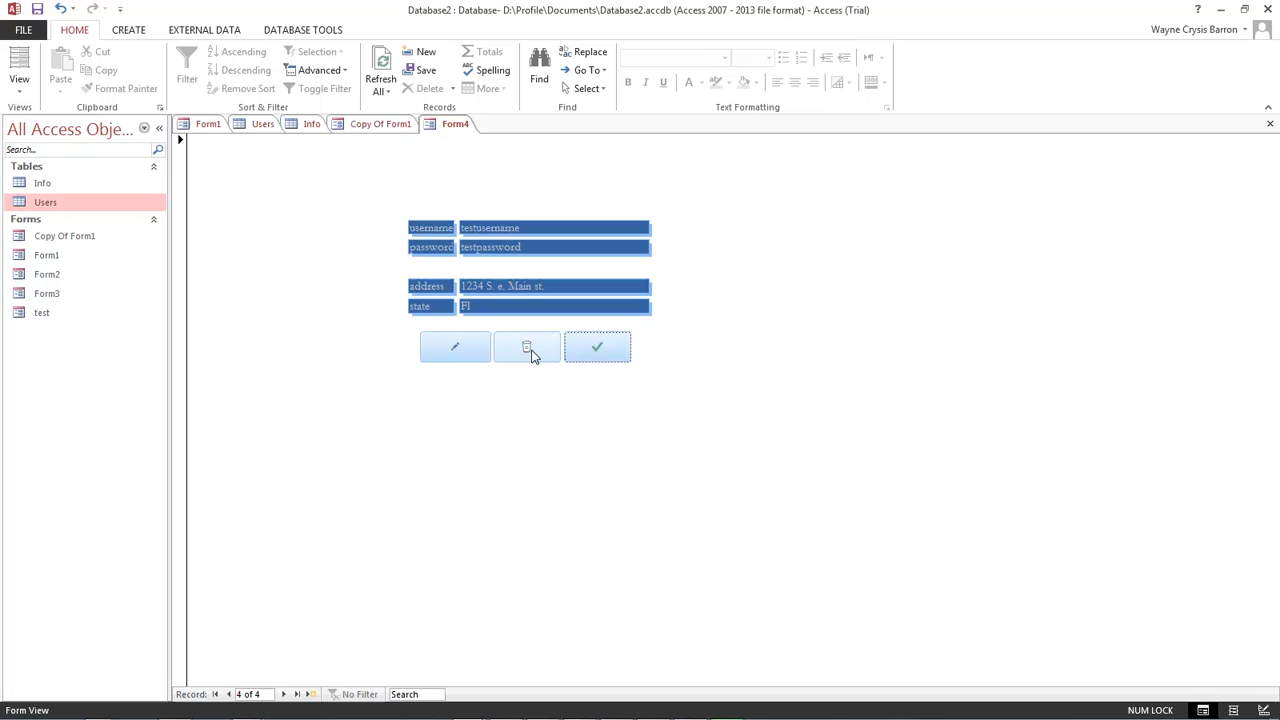 Database2 : Database- D:\Profile\Documents\Database2.accdb (Access 2007 - 2013 file format) - Access (Trial)
FILE HOME CREATE EXTERNAL DATA DATABASE TOOLS Wayne Crysis Barron
View
Views
Paste
Cut
Copy
Format Painter
Clipboard
Filter
Ascending
Descending
Remove Sort
Selection
Advanced
Toggle Filter
Sort & Filter
Refresh
All
New
Save
Delete
Totals
Spelling
More
Records
Find
Replace
Go To
Select
Find
B I U A
Text Formatting
All Access Obje...
Search...
Tables
Info
Users
Forms
Copy Of Form1
Form1
Form2
Form3
test
Form1 Users Info Copy Of Form1 Form4
username testusername
password testpassword
address 1234 S. e. Main st.
state Fl
Record: 4 of 4 No Filter Search
Form View NUM LOCK